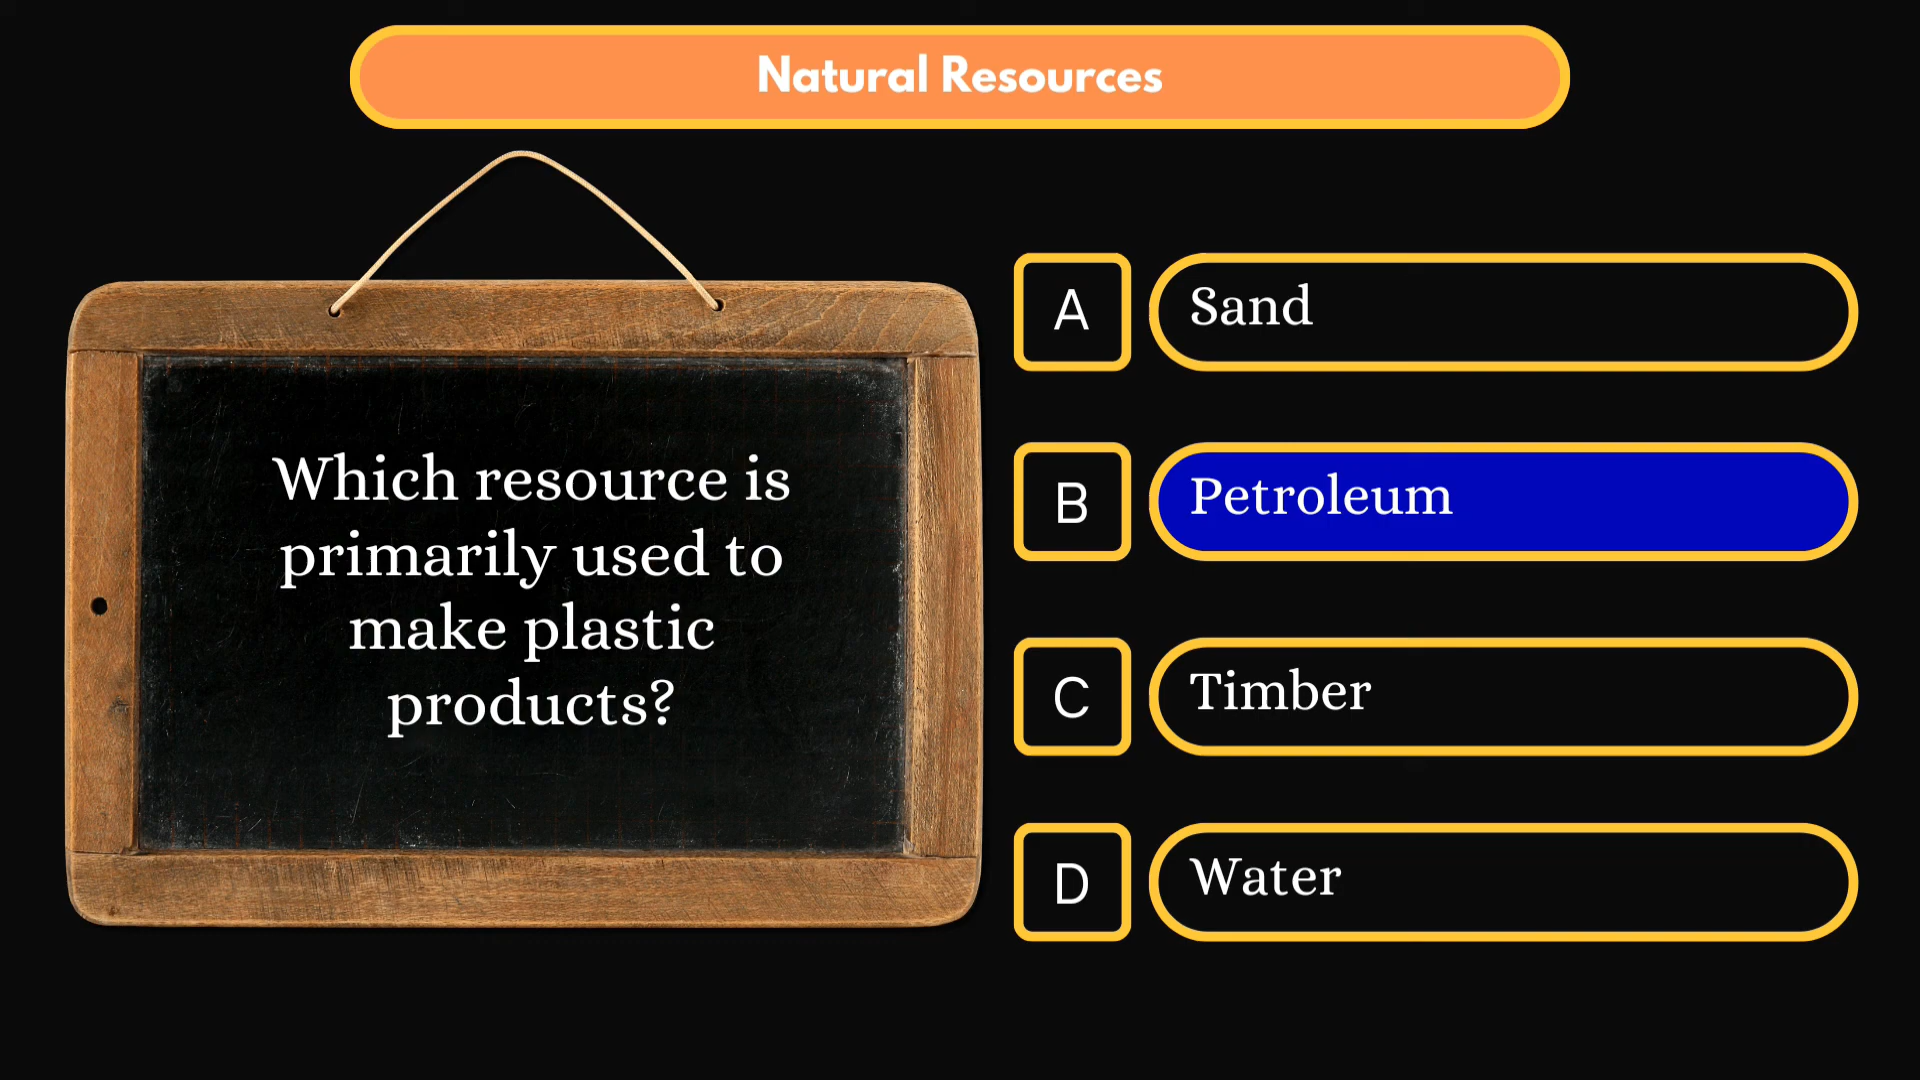 Natural Resources
Which resource is
primarily used to
make plastic
products?
A
Sand
B
Petroleum
C
Timber
D
Water